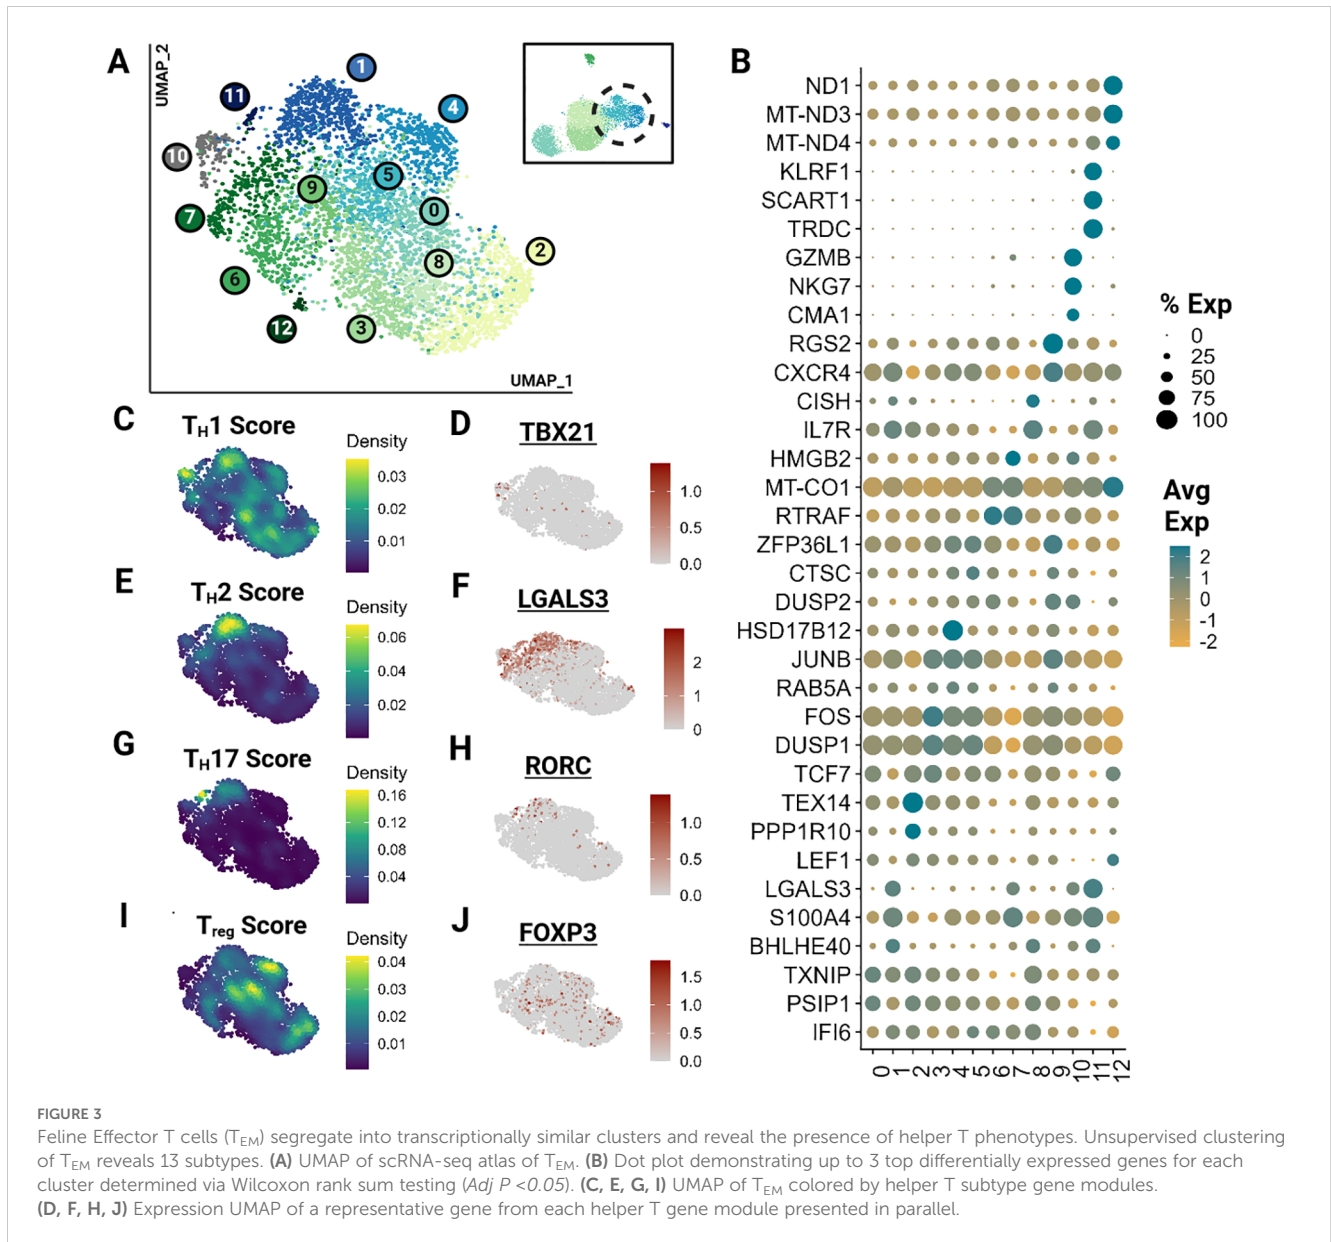 A
UMAP_2
1
11
4
10
9
5
0
7
8
2
6
12
3
UMAP_1
B
ND1
MT-ND3
MT-ND4
KLRF1
SCART1
TRDC
GZMB
NKG7
CMA1
RGS2
CXCR4
CISH
IL7R
HMGB2
MT-CO1
RTRAF
ZFP36L1
CTSC
DUSP2
HSD17B12
JUNB
RAB5A
FOS
DUSP1
TCF7
TEX14
PPP1R10
LEF1
LGALS3
S100A4
BHLHE40
TXNIP
PSIP1
IFI6
0 1 2 3 4 5 6 7 8 9 10 11 12
% Exp
0
25
50
75
100
Avg
Exp
2
1
0
-1
-2
C
TH1 Score
Density
0.03
0.02
0.01
D
TBX21
1.0
0.5
0.0
E
TH2 Score
Density
0.06
0.04
0.02
F
LGALS3
2
1
0
G
TH17 Score
Density
0.16
0.12
0.08
0.04
H
RORC
1.0
0.5
0.0
I
Treg Score
Density
0.04
0.03
0.02
0.01
J
FOXP3
1.5
1.0
0.5
0.0
FIGURE 3
Feline Effector T cells (TEM) segregate into transcriptionally similar clusters and reveal the presence of helper T phenotypes. Unsupervised clustering
of TEM reveals 13 subtypes. (A) UMAP of scRNA-seq atlas of TEM. (B) Dot plot demonstrating up to 3 top differentially expressed genes for each
cluster determined via Wilcoxon rank sum testing (Adj P <0.05). (C, E, G, I) UMAP of TEM colored by helper T subtype gene modules.
(D, F, H, J) Expression UMAP of a representative gene from each helper T gene module presented in parallel.